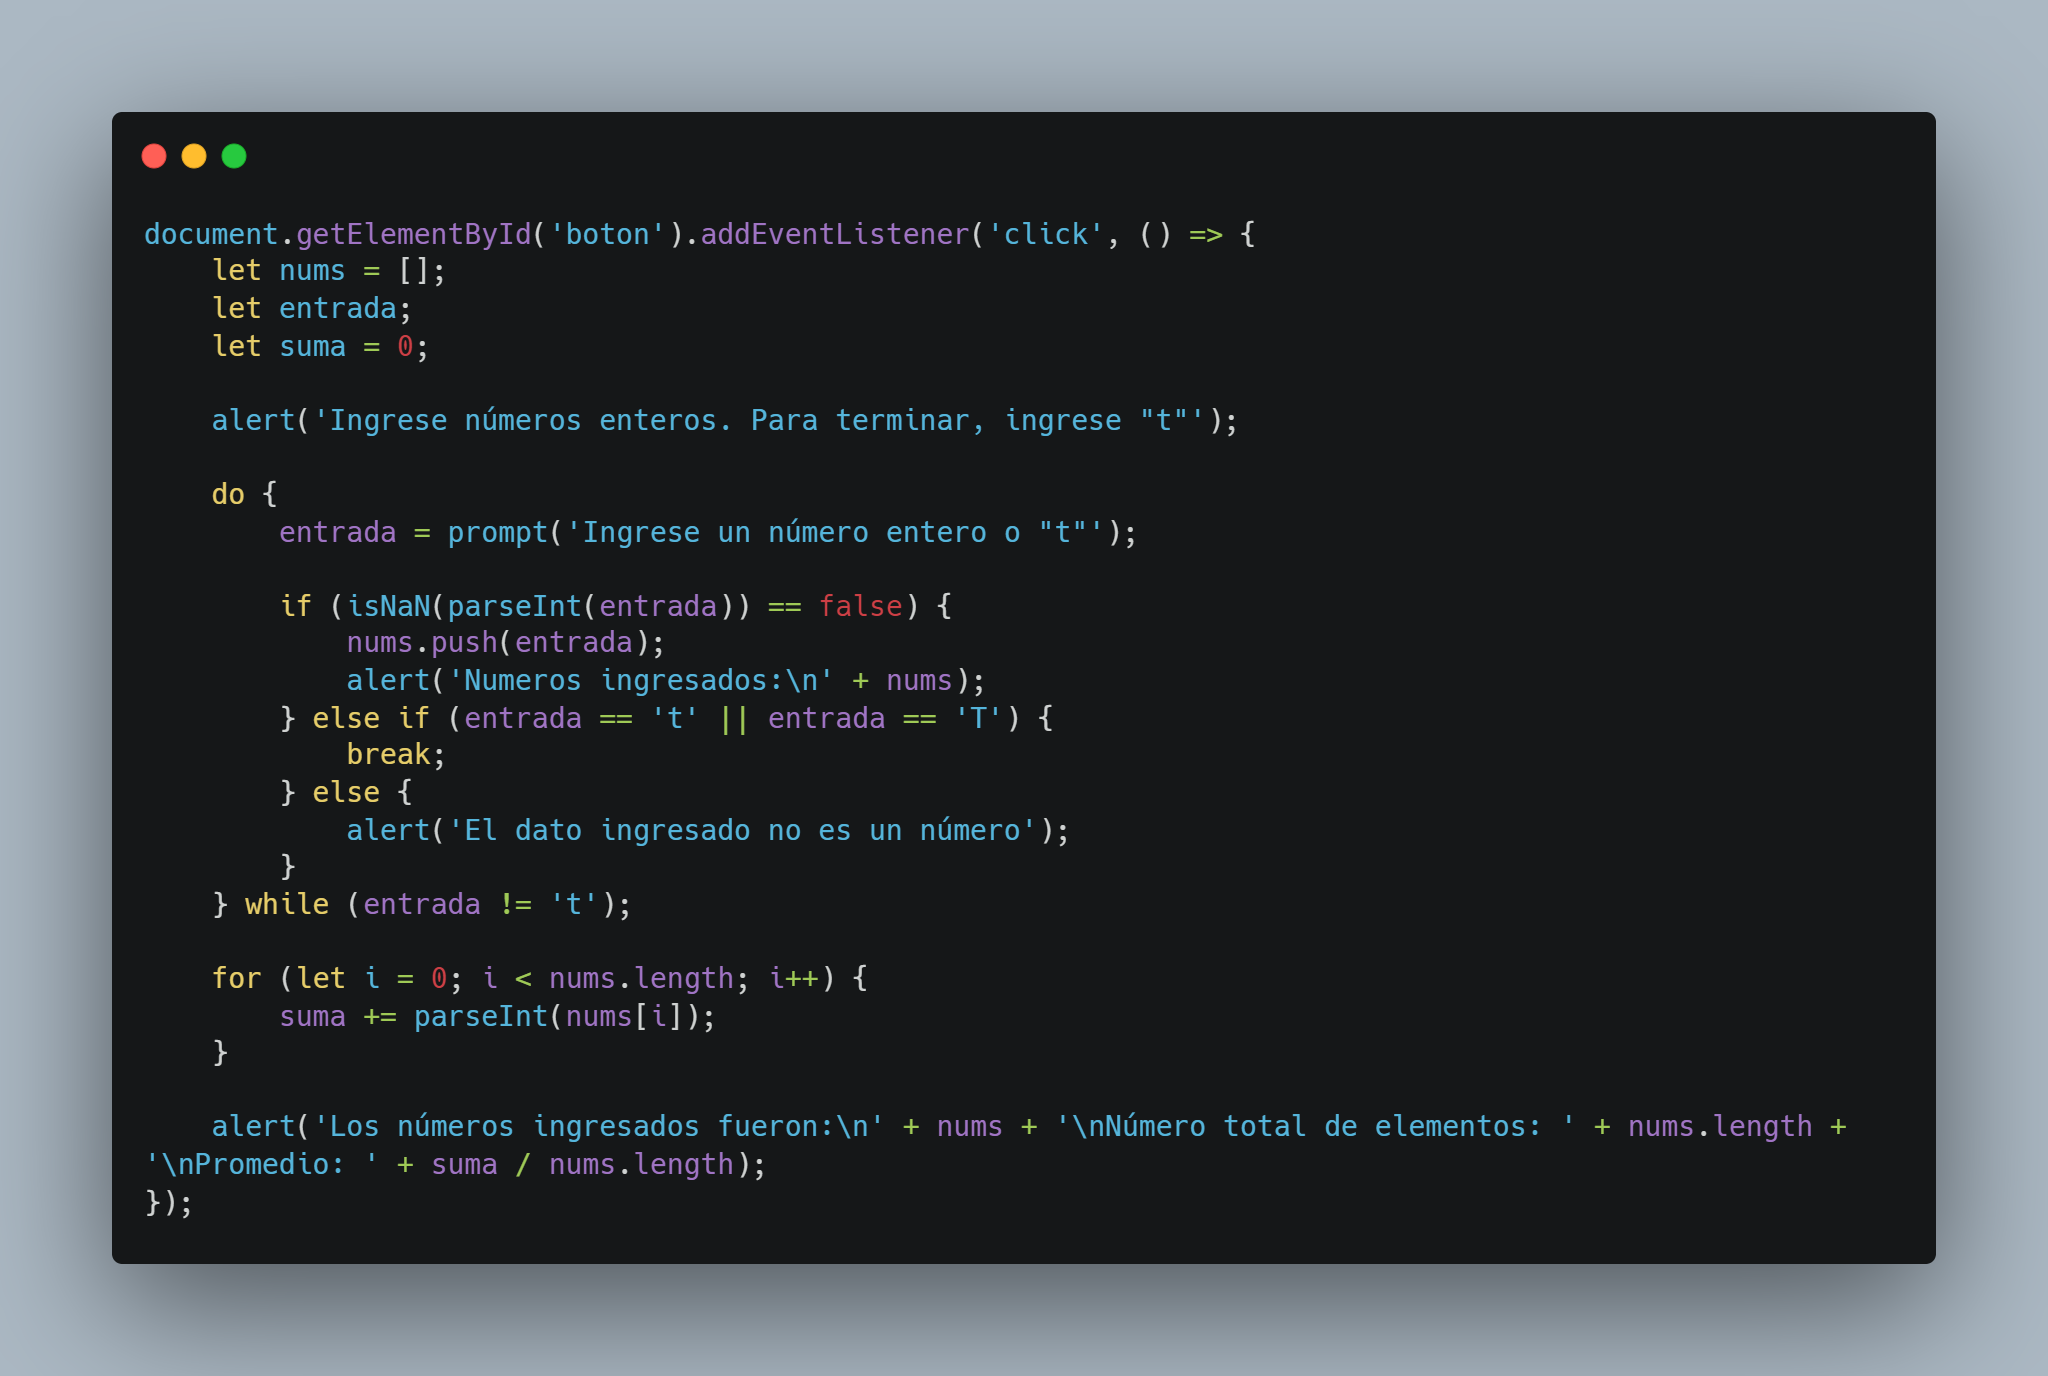 document.getElementById('boton').addEventListener('click', () => {
    let nums = [];
    let entrada;
    let suma = 0;

    alert('Ingrese números enteros. Para terminar, ingrese "t"');

    do {
        entrada = prompt('Ingrese un número entero o "t"');

        if (isNaN(parseInt(entrada)) == false) {
            nums.push(entrada);
            alert('Numeros ingresados:\n' + nums);
        } else if (entrada == 't' || entrada == 'T') {
            break;
        } else {
            alert('El dato ingresado no es un número');
        }
    } while (entrada != 't');

    for (let i = 0; i < nums.length; i++) {
        suma += parseInt(nums[i]);
    }

    alert('Los números ingresados fueron:\n' + nums + '\nNúmero total de elementos: ' + nums.length +
'\nPromedio: ' + suma / nums.length);
});